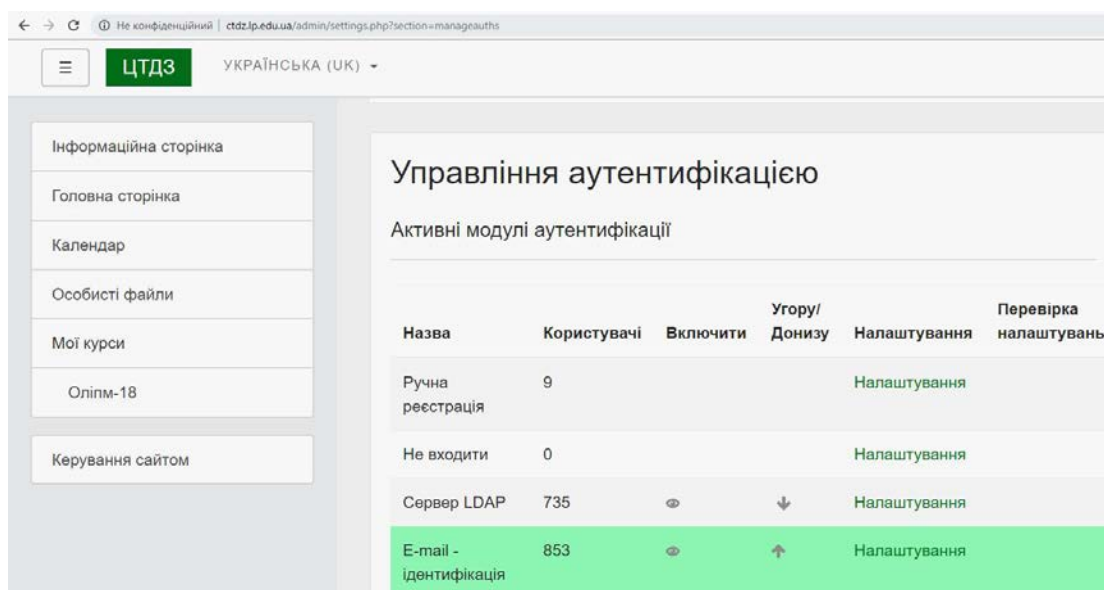 Не конфіденційний | ctdz.lp.edu.ua/admin/settings.php?section=manageauths
ЦТДЗ УКРАЇНСЬКА (UK)
Інформаційна сторінка
Головна сторінка
Календар
Особисті файли
Мої курси
Оліпм-18
Керування сайтом
Управління аутентифікацією
Активні модулі аутентифікації
Угору/ Перевірка
Назва Користувачі Включити Донизу Налаштування налаштувань
Ручна 9 Налаштування
реєстрація
Не входити 0 Налаштування
Сервер LDAP 735 Налаштування
E-mail - 853 Налаштування
ідентифікація